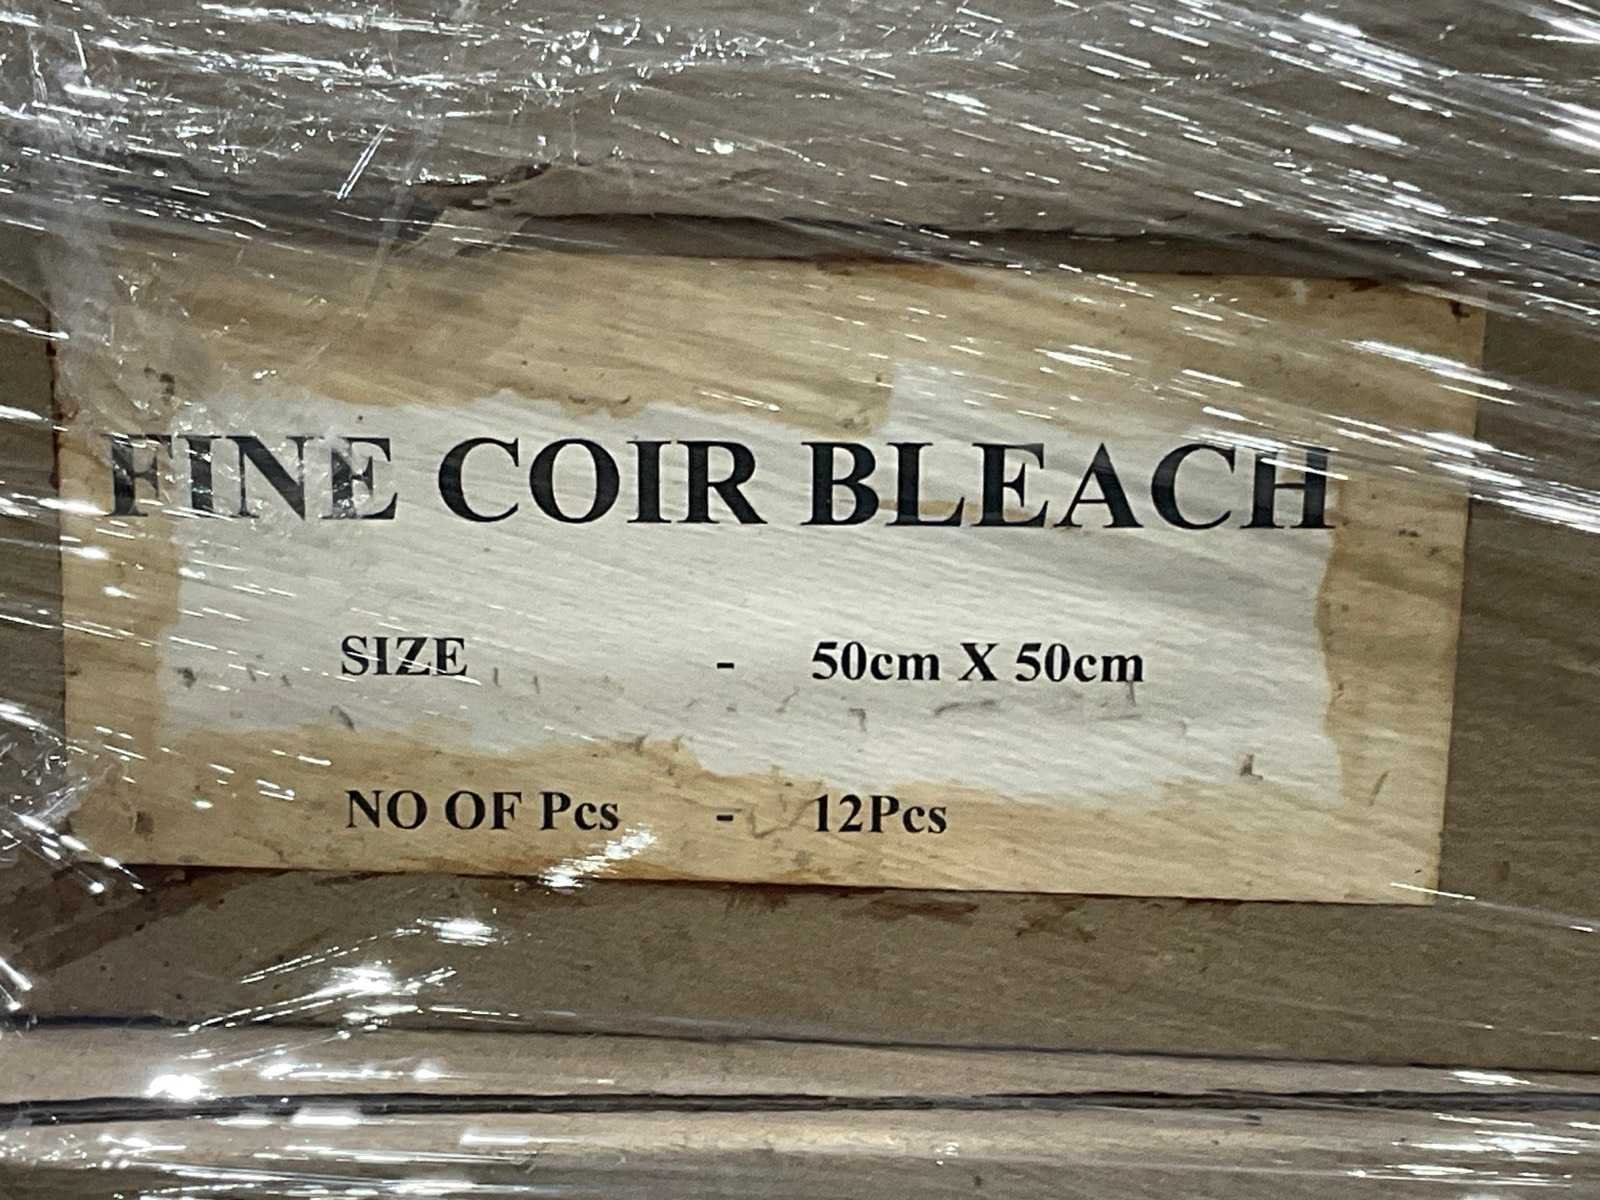 FINE COIR BLEACH
SIZE - 50cm X 50cm
NO OF Pcs - 12Pcs